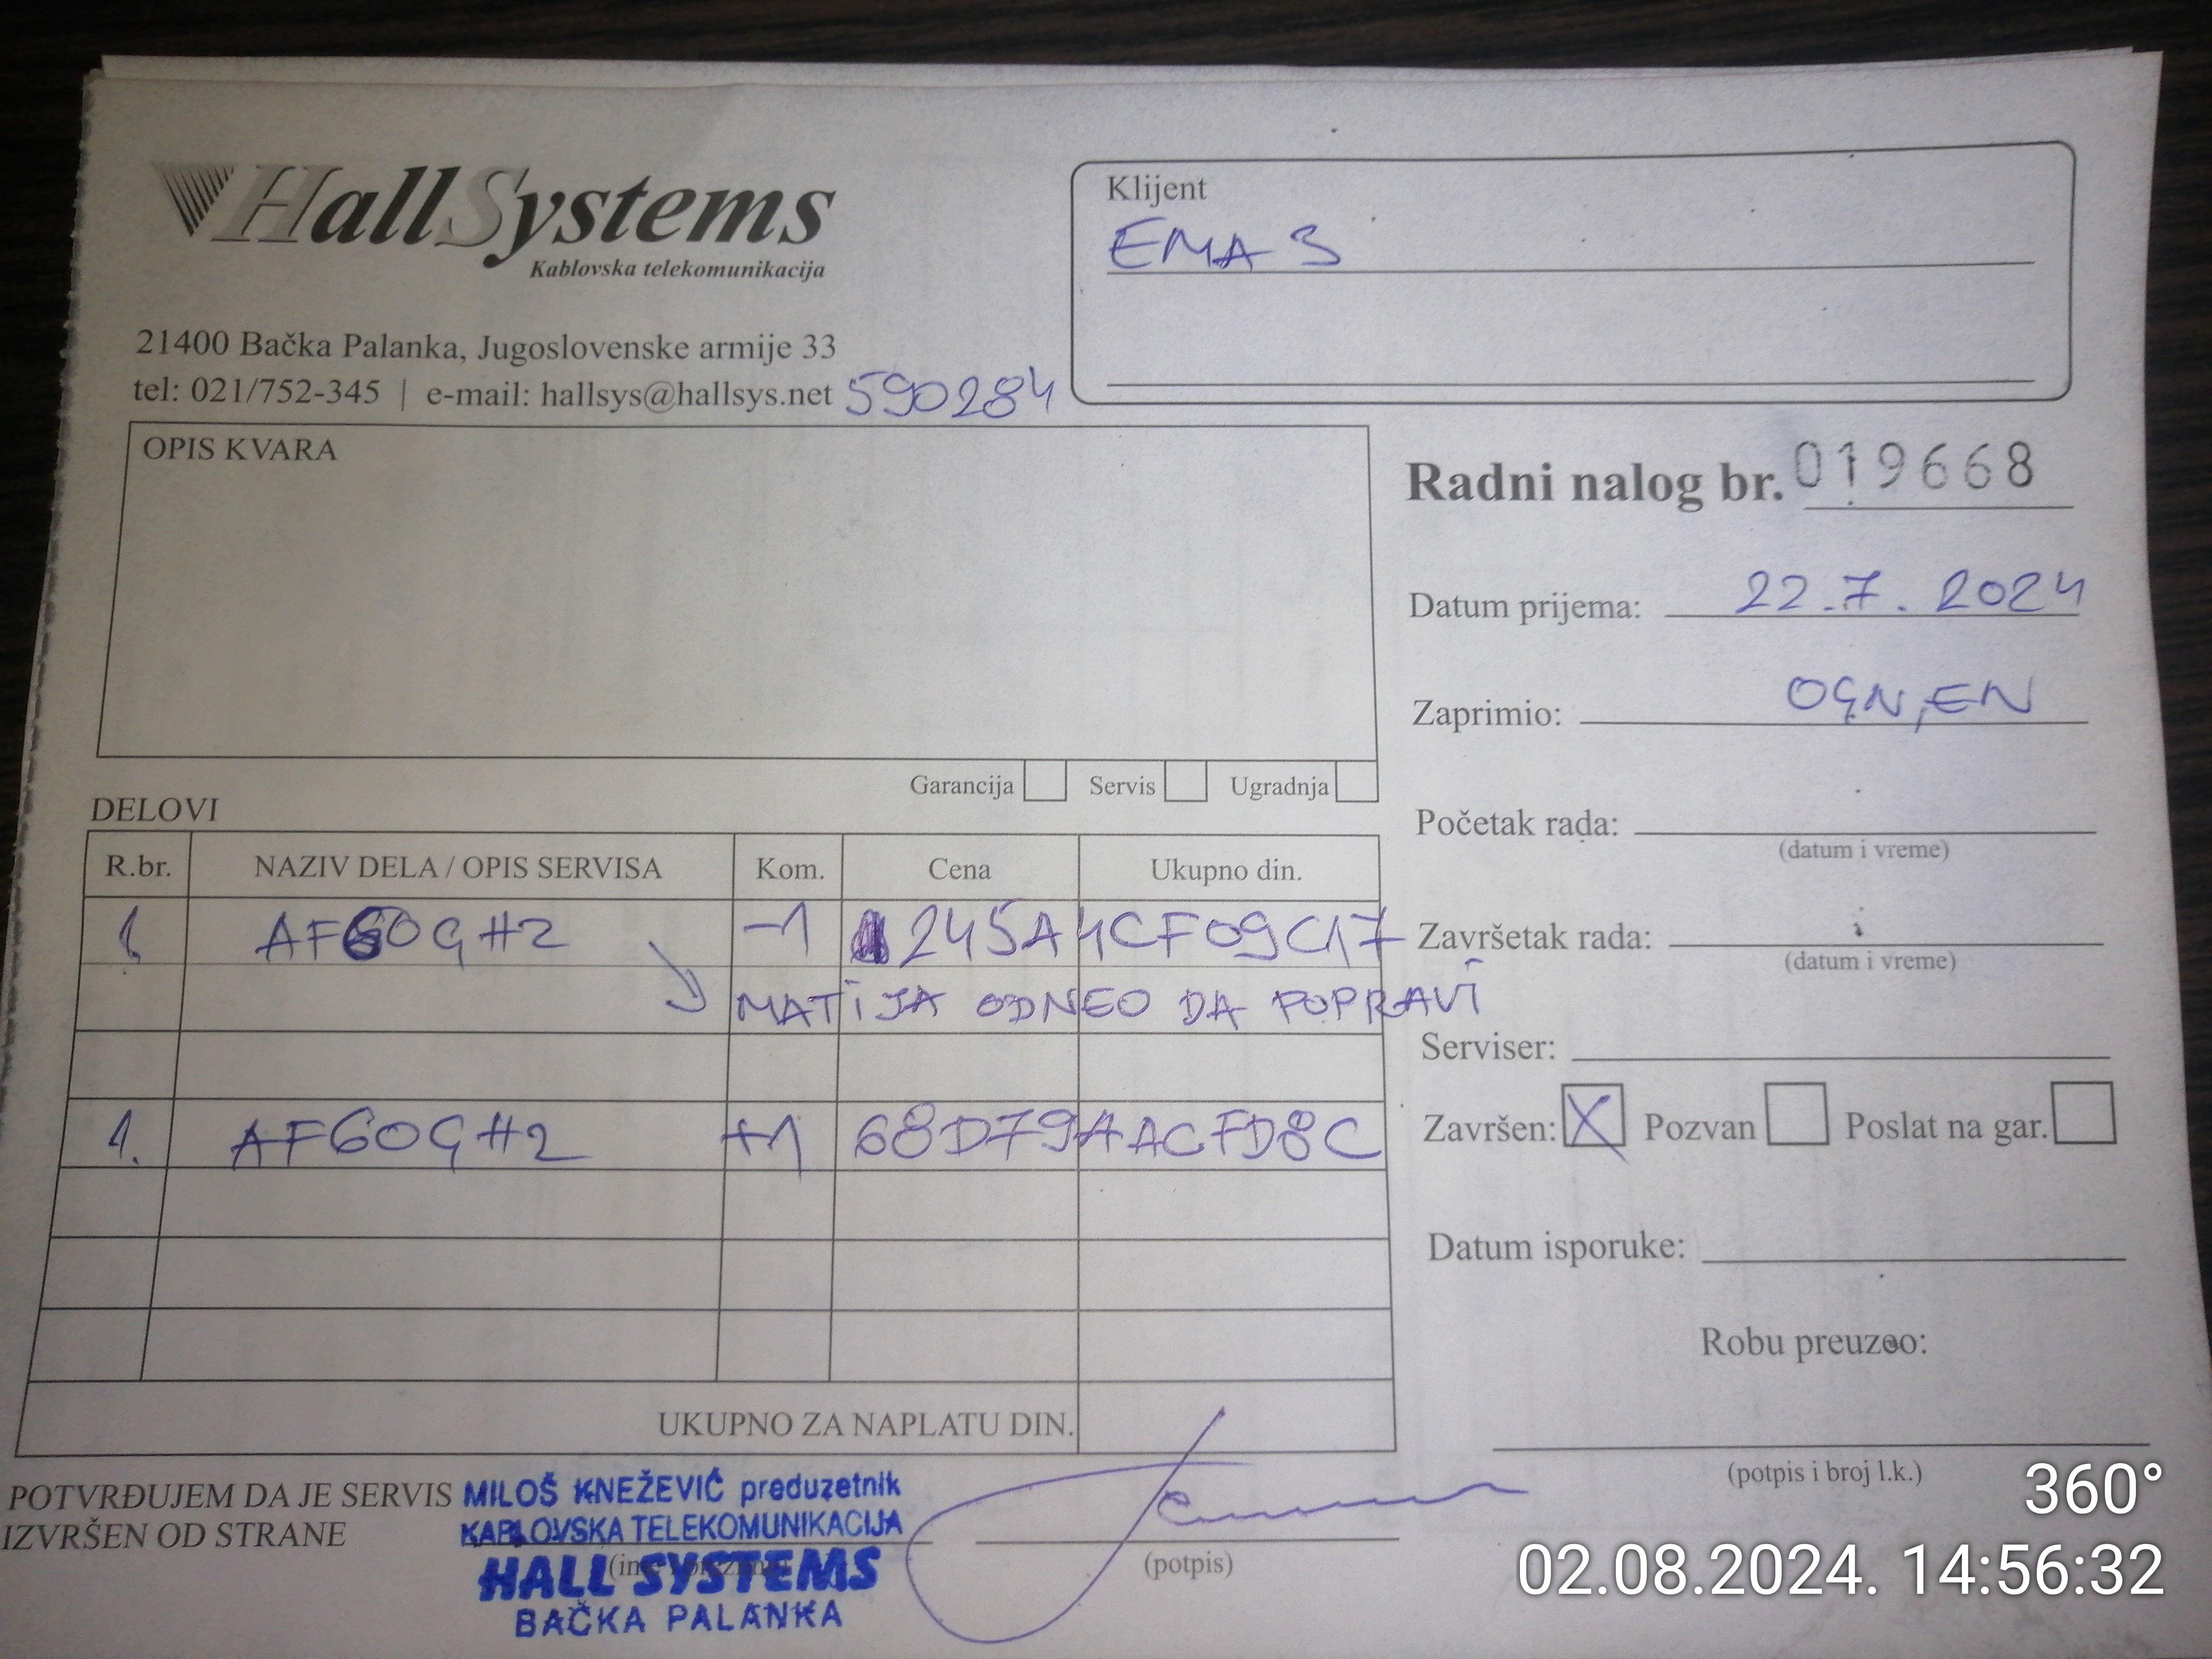 HallSystems
Kablovska telekomunikacija
21400 Bačka Palanka, Jugoslovenske armije 33
tel: 021/752-345 | e-mail: hallsys@hallsys.net 590284
Klijent
EMA 3
OPIS KVARA
Garancija Servis Ugradnja
Radni nalog br. 019668
Datum prijema: 22.7.2024
Zaprimio: OGN,EN
Početak rada:
(datum i vreme)
Završetak rada:
(datum i vreme)
Serviser:
Završen: X Pozvan Poslat na gar.
Datum isporuke:
Robu preuzeo:
(potpis i broj l.k.)
DELOVI
R.br. NAZIV DELA / OPIS SERVISA Kom. Cena Ukupno din.
1. AF60GHz -1 245A4CF09C17
MATIJA ODNEO DA POPRAVI
1. AF60GHz +1 68D79AACFD8C
UKUPNO ZA NAPLATU DIN.
POTVRĐUJEM DA JE SERVIS
IZVRŠEN OD STRANE
MILOŠ KNEŽEVIĆ preduzetnik
KABLOVSKA TELEKOMUNIKACIJA
HALL SYSTEMS
BAČKA PALANKA
(potpis)
360°
02.08.2024. 14:56:32